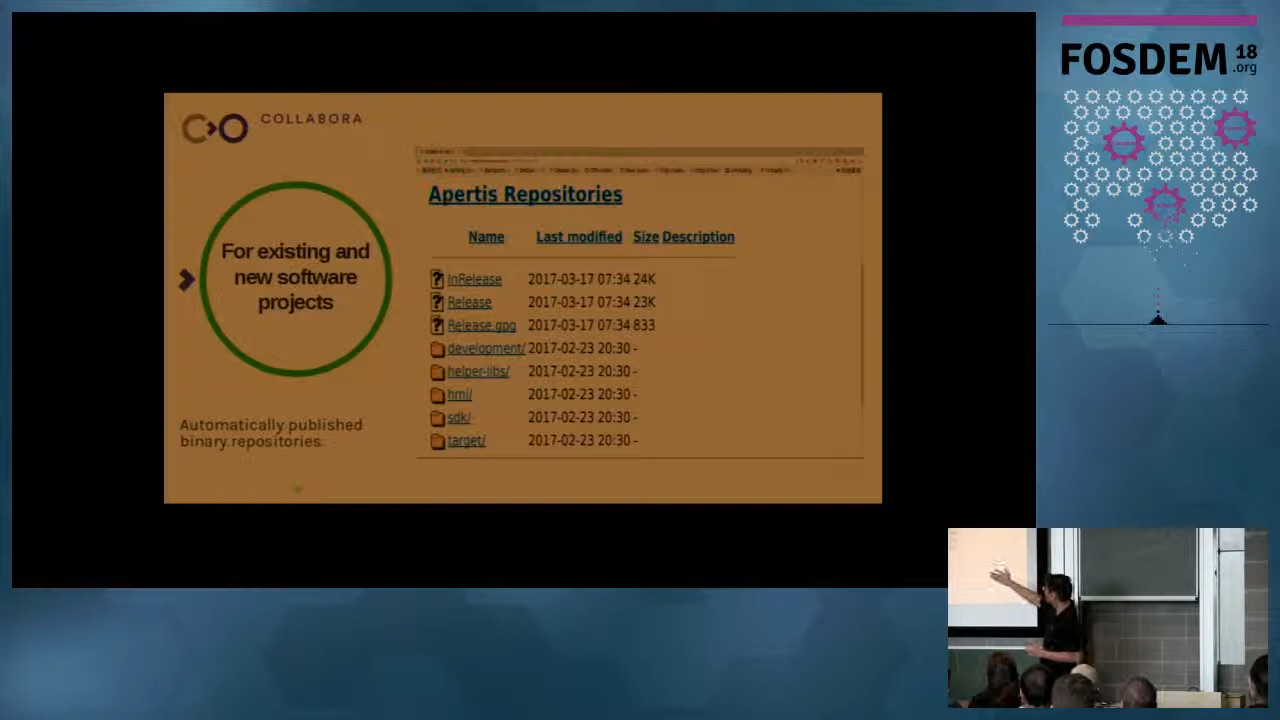 COLLABORA
For existing and
new software
projects
Automatically published
binary repositories.
Apertis Repositories
Name Last modified Size Description
InRelease 2017-03-17 07:34 24K
Release 2017-03-17 07:34 23K
Release.gpg 2017-03-17 07:34 833
development/ 2017-02-23 20:30 -
helper-libs/ 2017-02-23 20:30 -
hmi/ 2017-02-23 20:30 -
sdk/ 2017-02-23 20:30 -
target/ 2017-02-23 20:30 -
FOSDEM 18
.org